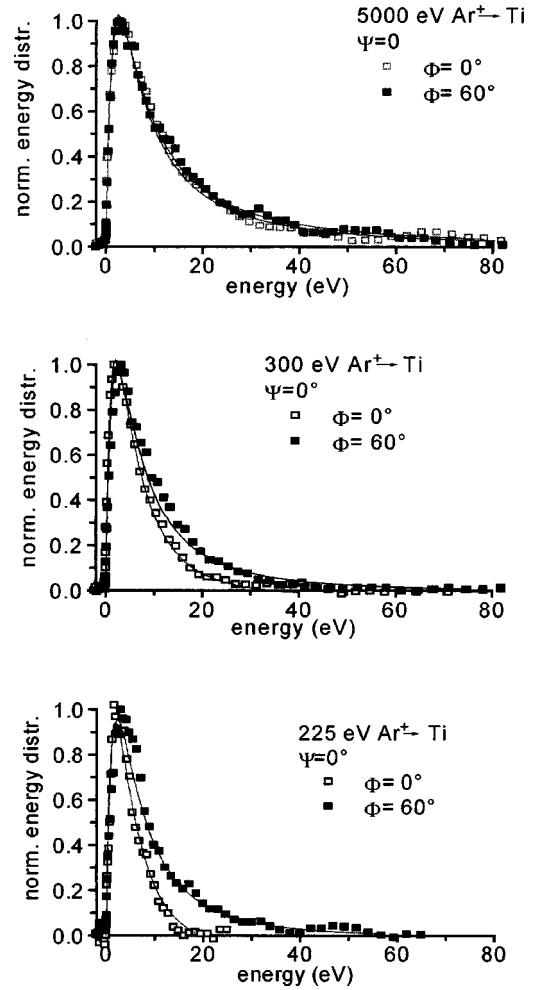 5000 eV Ar⁺→ Ti
Ψ=0
Φ= 0°
Φ= 60°
norm. energy distr.
1.0
0.8
0.6
0.4
0.2
0.0
0 20 40 60 80
energy (eV)
300 eV Ar⁺→ Ti
Ψ=0°
Φ= 0°
Φ= 60°
norm. energy distr.
1.0
0.8
0.6
0.4
0.2
0.0
0 20 40 60 80
energy (eV)
225 eV Ar⁺→ Ti
Ψ=0°
Φ= 0°
Φ= 60°
norm. energy distr.
1.0
0.8
0.6
0.4
0.2
0.0
0 20 40 60 80
energy (eV)